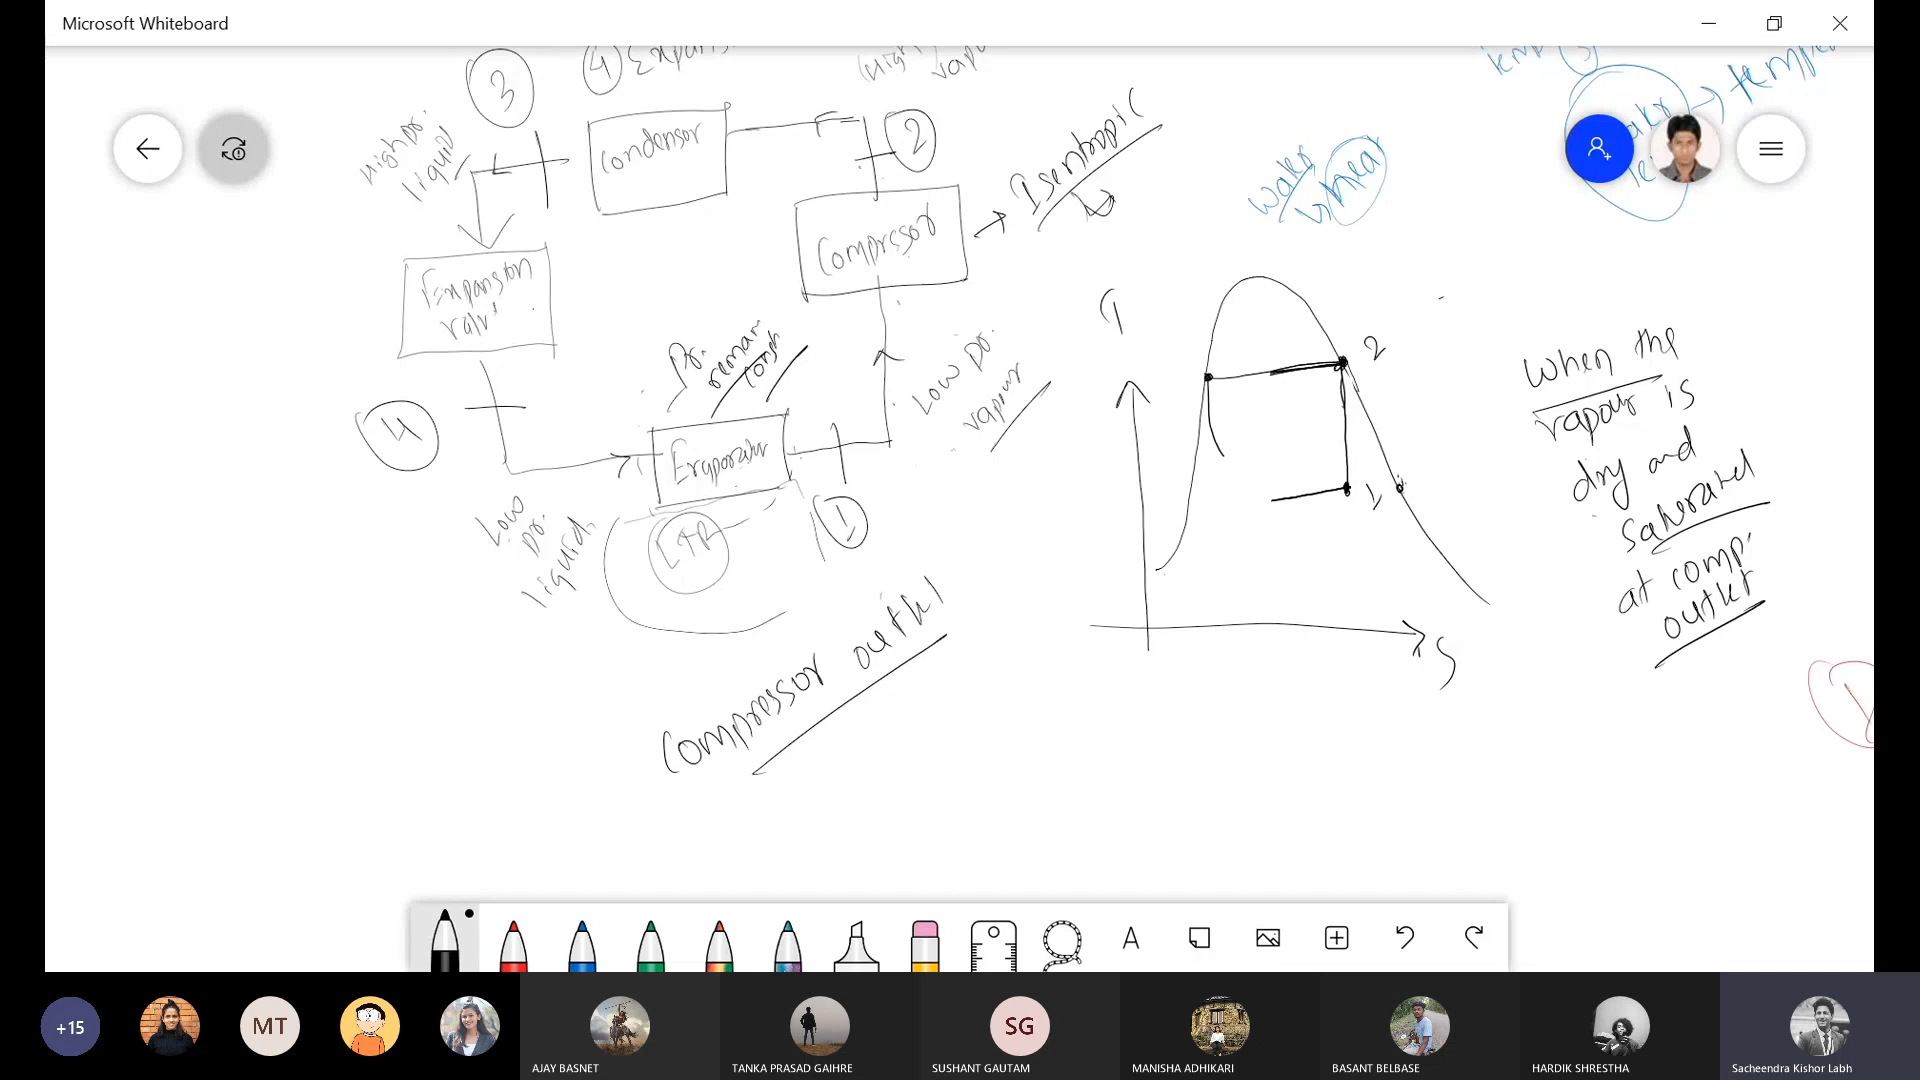 Microsoft Whiteboard
3
4
2
High pr.
liquid
Condensor
Isentropic
water
Compressor
Expansion
T
Pr.
remain
const
Low pr.
vapour
2
When the
vapour is
dry and
saturated
at comp.
outlet
4
Evaporator
1
1
Low
pr.
liquid
LTR
S
Compressor outlet
A
+15
MT
SG
AJAY BASNET
TANKA PRASAD GAIHRE
SUSHANT GAUTAM
MANISHA ADHIKARI
BASANT BELBASE
HARDIK SHRESTHA
Sacheendra Kishor Labh